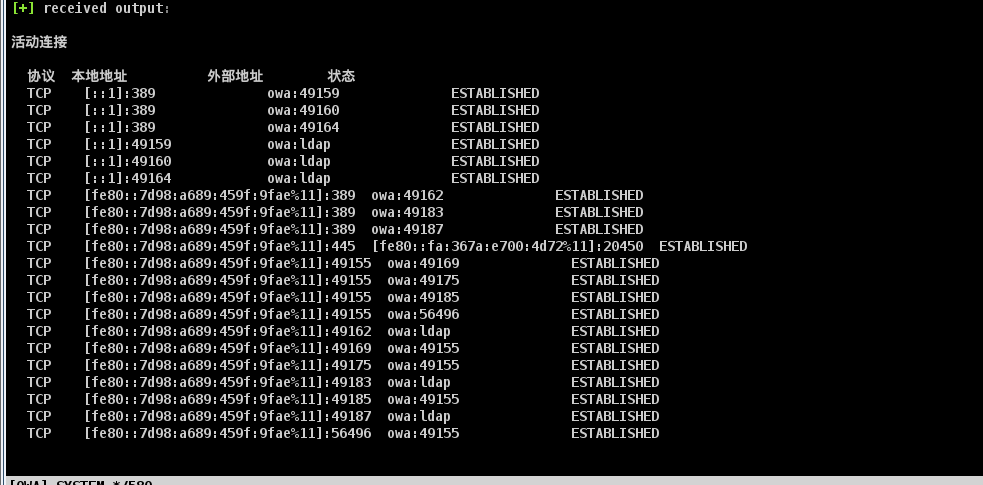 [+] received output:
活动连接
协议 本地地址 外部地址 状态
TCP [::1]:389 owa:49159 ESTABLISHED
TCP [::1]:389 owa:49160 ESTABLISHED
TCP [::1]:389 owa:49164 ESTABLISHED
TCP [::1]:49159 owa:ldap ESTABLISHED
TCP [::1]:49160 owa:ldap ESTABLISHED
TCP [::1]:49164 owa:ldap ESTABLISHED
TCP [fe80::7d98:a689:459f:9fae%11]:389 owa:49162 ESTABLISHED
TCP [fe80::7d98:a689:459f:9fae%11]:389 owa:49183 ESTABLISHED
TCP [fe80::7d98:a689:459f:9fae%11]:389 owa:49187 ESTABLISHED
TCP [fe80::7d98:a689:459f:9fae%11]:445 [fe80::fa:367a:e700:4d72%11]:20450 ESTABLISHED
TCP [fe80::7d98:a689:459f:9fae%11]:49155 owa:49169 ESTABLISHED
TCP [fe80::7d98:a689:459f:9fae%11]:49155 owa:49175 ESTABLISHED
TCP [fe80::7d98:a689:459f:9fae%11]:49155 owa:49185 ESTABLISHED
TCP [fe80::7d98:a689:459f:9fae%11]:49155 owa:56496 ESTABLISHED
TCP [fe80::7d98:a689:459f:9fae%11]:49162 owa:ldap ESTABLISHED
TCP [fe80::7d98:a689:459f:9fae%11]:49169 owa:49155 ESTABLISHED
TCP [fe80::7d98:a689:459f:9fae%11]:49175 owa:49155 ESTABLISHED
TCP [fe80::7d98:a689:459f:9fae%11]:49183 owa:ldap ESTABLISHED
TCP [fe80::7d98:a689:459f:9fae%11]:49185 owa:49155 ESTABLISHED
TCP [fe80::7d98:a689:459f:9fae%11]:49187 owa:ldap ESTABLISHED
TCP [fe80::7d98:a689:459f:9fae%11]:56496 owa:49155 ESTABLISHED
[OWA] SYSTEM